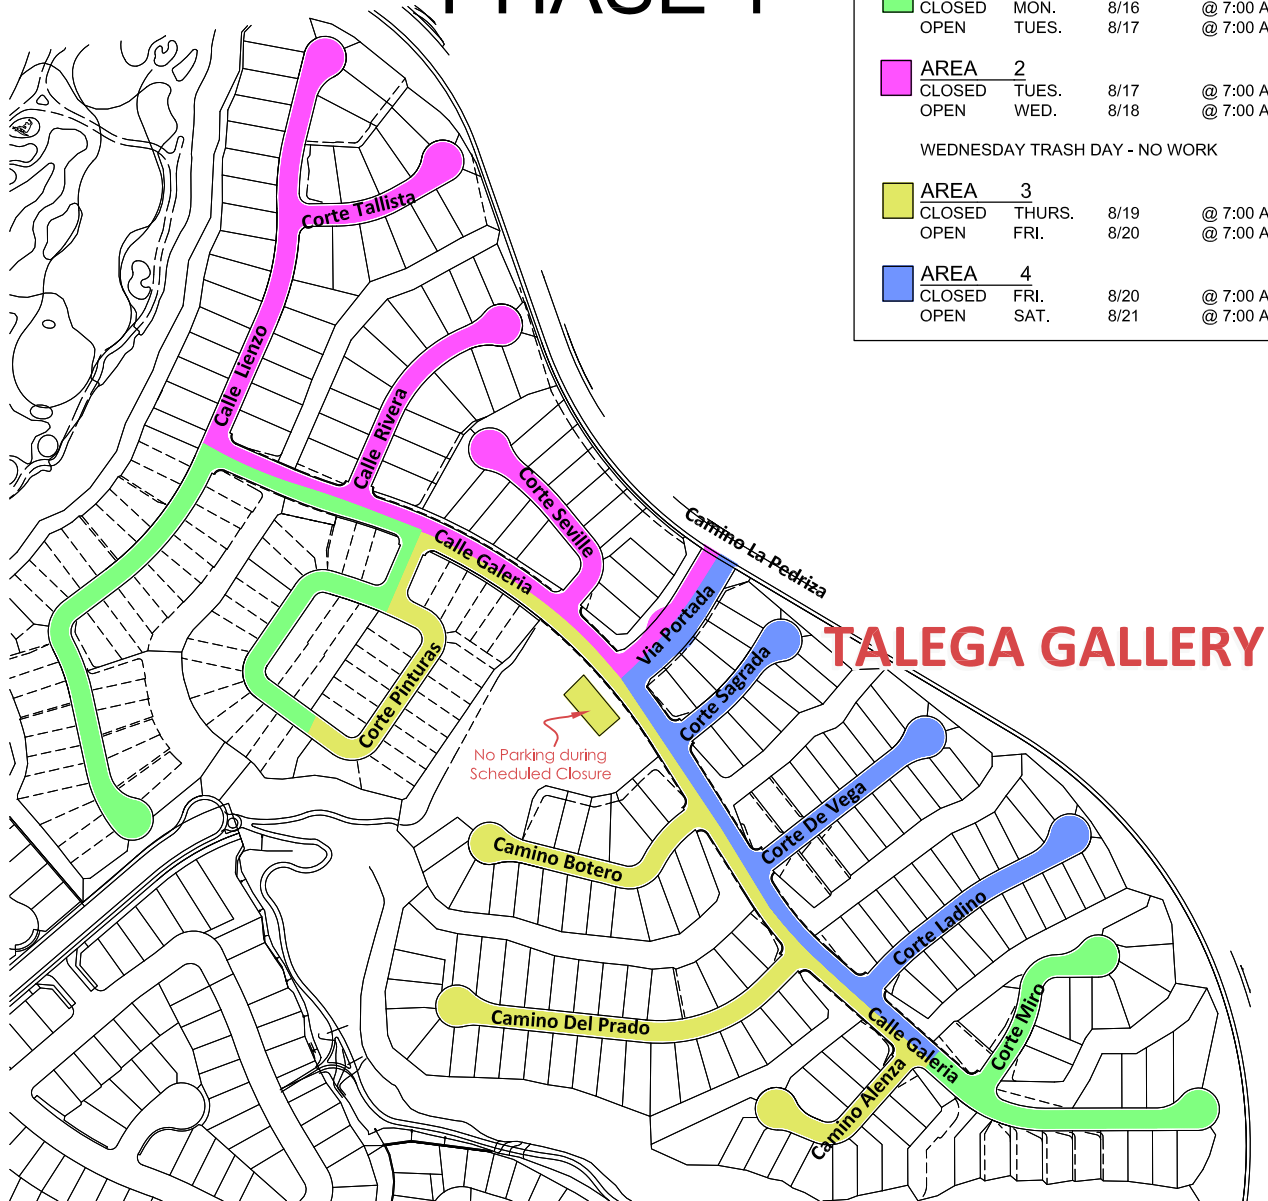 PHASE 1
CLOSED MON. 8/16 @ 7:00 A
OPEN TUES. 8/17 @ 7:00 A
AREA 2
CLOSED TUES. 8/17 @ 7:00 A
OPEN WED. 8/18 @ 7:00 A
WEDNESDAY TRASH DAY - NO WORK
AREA 3
CLOSED THURS. 8/19 @ 7:00 A
OPEN FRI. 8/20 @ 7:00 A
AREA 4
CLOSED FRI. 8/20 @ 7:00 A
OPEN SAT. 8/21 @ 7:00 A
Corte Tallista
Calle Lienzo
Calle Rivera
Corte Seville
Camino La Pedriza
Calle Galeria
Via Portada
TALEGA GALLERY
Corte Sagrada
Corte Pinturas
No Parking during
Scheduled Closure
Corte De Vega
Camino Botero
Corte Ladino
Camino Del Prado
Corte Miro
Calle Galeria
Camino Alenza